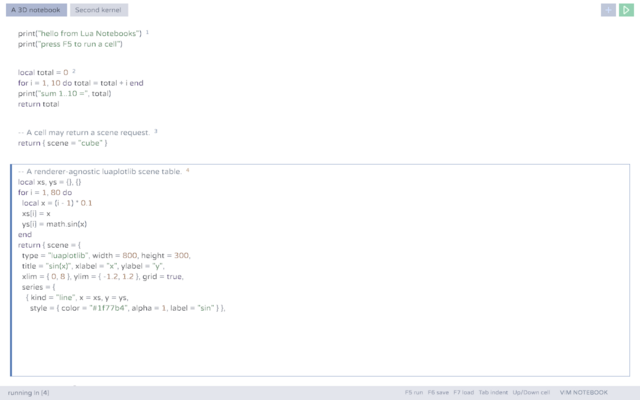 A 3D notebook
Second kernel
+
print("hello from Lua Notebooks") 1
print("press F5 to run a cell")
local total = 0 2
for i = 1, 10 do total = total + i end
print("sum 1..10 =", total)
return total
-- A cell may return a scene request. 3
return { scene = "cube" }
-- A renderer-agnostic luaplotlib scene table. 4
local xs, ys = {}, {}
for i = 1, 80 do
local x = (i - 1) * 0.1
xs[i] = x
ys[i] = math.sin(x)
end
return { scene = {
type = "luaplotlib", width = 800, height = 300,
title = "sin(x)", xlabel = "x", ylabel = "y",
xlim = { 0, 8 }, ylim = { -1.2, 1.2 }, grid = true,
series = {
{ kind = "line", x = xs, y = ys,
style = { color = "#1f77b4", alpha = 1, label = "sin" } },
running In [4]
F5 run F6 save F7 load Tab indent Up/Down cell VIM NOTEBOOK